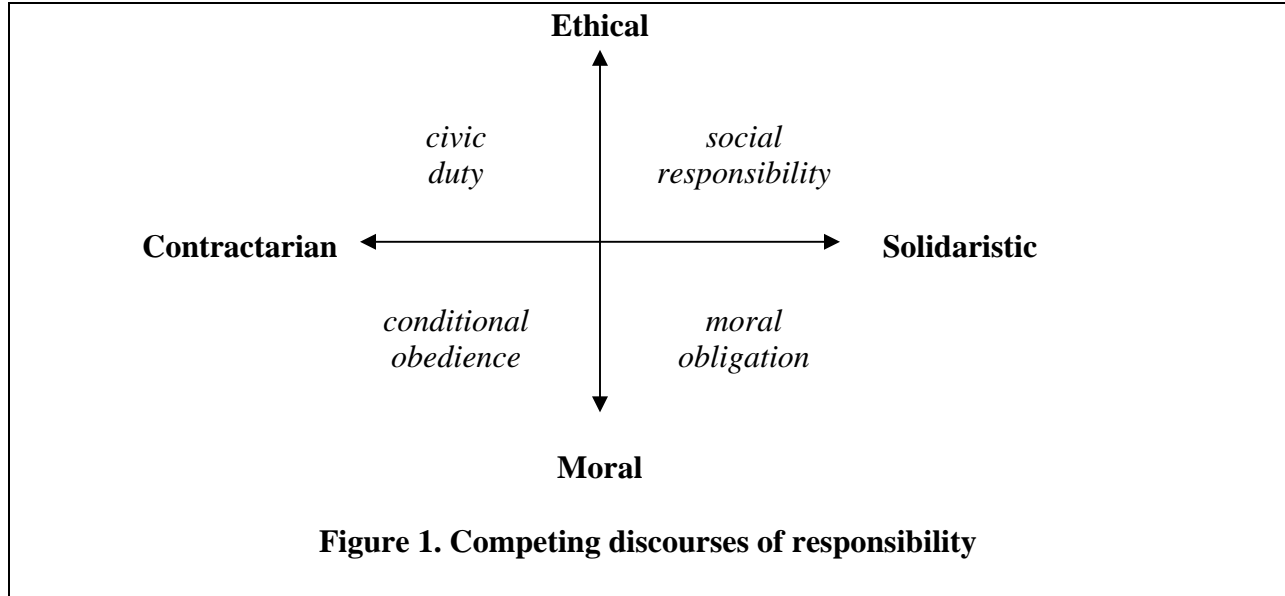 Ethical
civic
duty
social
responsibility
Contractarian
Solidaristic
conditional
obedience
moral
obligation
Moral
Figure 1. Competing discourses of responsibility